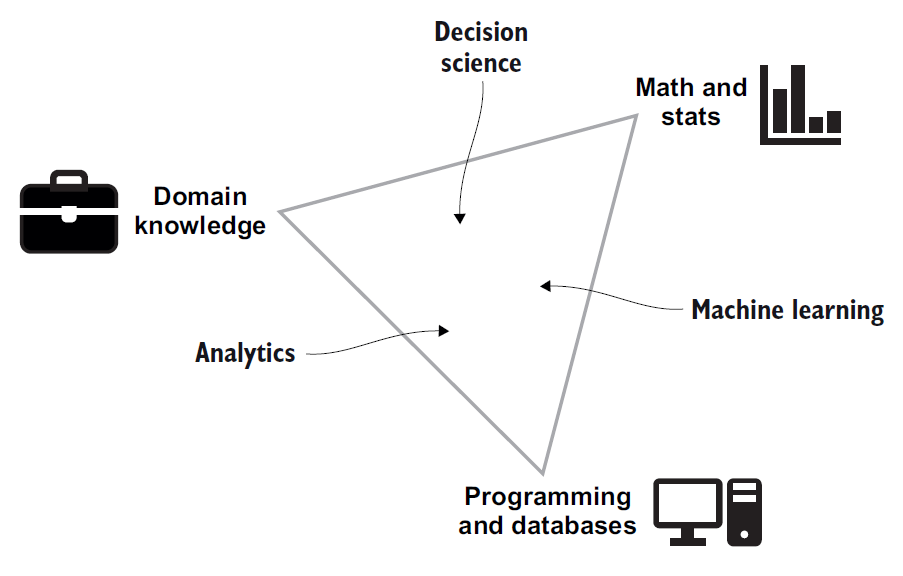 Decision
science
Math and
stats
Domain
knowledge
Machine learning
Analytics
Programming
and databases